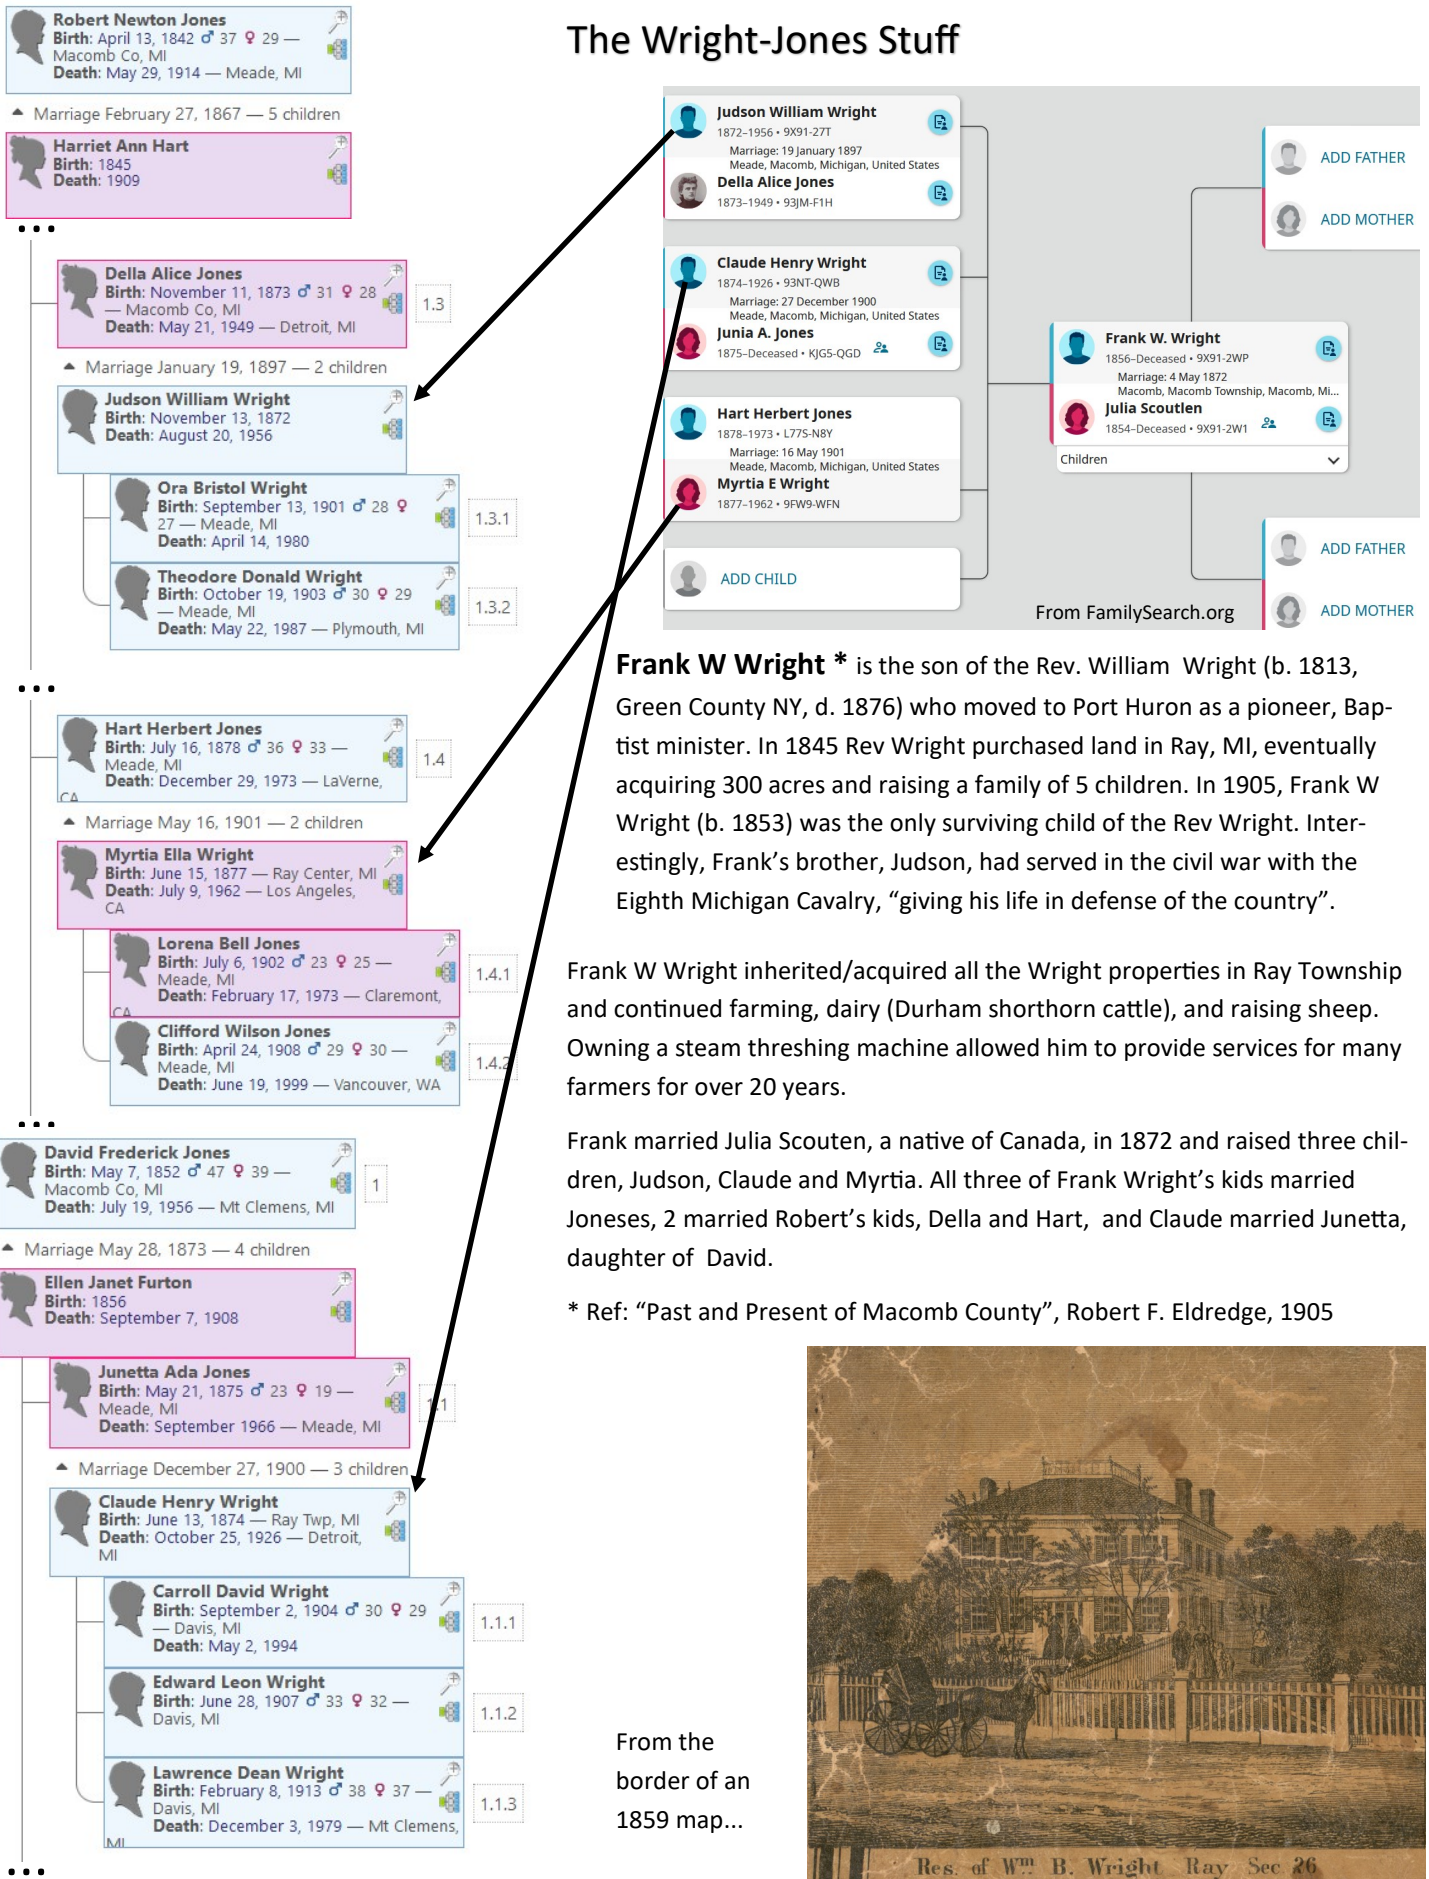 The Wright-Jones Stuff
Robert Newton Jones
Birth: April 13, 1842 ♂ 37 ♀ 29 —
Macomb Co, MI
Death: May 29, 1914 — Meade, MI
Marriage February 27, 1867 — 5 children
Harriet Ann Hart
Birth: 1845
Death: 1909
...
Della Alice Jones
Birth: November 11, 1873 ♂ 31 ♀ 28
— Macomb Co, MI
Death: May 21, 1949 — Detroit, MI
1.3
Marriage January 19, 1897 — 2 children
Judson William Wright
Birth: November 13, 1872
Death: August 20, 1956
Ora Bristol Wright
Birth: September 13, 1901 ♂ 28 ♀
27 — Meade, MI
Death: April 14, 1980
1.3.1
Theodore Donald Wright
Birth: October 19, 1903 ♂ 30 ♀ 29
— Meade, MI
Death: May 22, 1987 — Plymouth, MI
1.3.2
...
Hart Herbert Jones
Birth: July 16, 1878 ♂ 36 ♀ 33 —
Meade, MI
Death: December 29, 1973 — LaVerne,
CA
1.4
Marriage May 16, 1901 — 2 children
Myrtia Ella Wright
Birth: June 15, 1877 — Ray Center, MI
Death: July 9, 1962 — Los Angeles,
CA
Lorena Bell Jones
Birth: July 6, 1902 ♂ 23 ♀ 25 —
Meade, MI
Death: February 17, 1973 — Claremont,
CA
1.4.1
Clifford Wilson Jones
Birth: April 24, 1908 ♂ 29 ♀ 30 —
Meade, MI
Death: June 19, 1999 — Vancouver, WA
1.4.2
...
David Frederick Jones
Birth: May 7, 1852 ♂ 47 ♀ 39 —
Macomb Co, MI
Death: July 19, 1956 — Mt Clemens, MI
1
Marriage May 28, 1873 — 4 children
Ellen Janet Furton
Birth: 1856
Death: September 7, 1908
Junetta Ada Jones
Birth: May 21, 1875 ♂ 23 ♀ 19 —
Meade, MI
Death: September 1966 — Meade, MI
1.1
Marriage December 27, 1900 — 3 children
Claude Henry Wright
Birth: June 13, 1874 — Ray Twp, MI
Death: October 25, 1926 — Detroit,
MI
Carroll David Wright
Birth: September 2, 1904 ♂ 30 ♀ 29
— Davis, MI
Death: May 2, 1994
1.1.1
Edward Leon Wright
Birth: June 28, 1907 ♂ 33 ♀ 32 —
Davis, MI
1.1.2
Lawrence Dean Wright
Birth: February 8, 1913 ♂ 38 ♀ 37 —
Davis, MI
Death: December 3, 1979 — Mt Clemens,
MI
1.1.3
...
Judson William Wright
1872–1956 • 9X91-27T
Marriage: 19 January 1897
Meade, Macomb, Michigan, United States
Della Alice Jones
1873–1949 • 93JM-F1H
Claude Henry Wright
1874–1926 • 93NT-QWB
Marriage: 27 December 1900
Meade, Macomb, Michigan, United States
Junia A. Jones
1875–Deceased • KJG5-QGD
Hart Herbert Jones
1878–1973 • L77S-N8Y
Marriage: 16 May 1901
Meade, Macomb, Michigan, United States
Myrtia E Wright
1877–1962 • 9FW9-WFN
ADD CHILD
Frank W. Wright
1856–Deceased • 9X91-2WP
Marriage: 4 May 1872
Macomb, Macomb Township, Macomb, Mi...
Julia Scoutlen
1854–Deceased • 9X91-2W1
Children
ADD FATHER
ADD MOTHER
ADD FATHER
ADD MOTHER
From FamilySearch.org
Frank W Wright * is the son of the Rev. William Wright (b. 1813,
Green County NY, d. 1876) who moved to Port Huron as a pioneer, Bap-
tist minister. In 1845 Rev Wright purchased land in Ray, MI, eventually
acquiring 300 acres and raising a family of 5 children. In 1905, Frank W
Wright (b. 1853) was the only surviving child of the Rev Wright. Inter-
estingly, Frank's brother, Judson, had served in the civil war with the
Eighth Michigan Cavalry, “giving his life in defense of the country”.
Frank W Wright inherited/acquired all the Wright properties in Ray Township
and continued farming, dairy (Durham shorthorn cattle), and raising sheep.
Owning a steam threshing machine allowed him to provide services for many
farmers for over 20 years.
Frank married Julia Scouten, a native of Canada, in 1872 and raised three chil-
dren, Judson, Claude and Myrtia. All three of Frank Wright's kids married
Joneses, 2 married Robert's kids, Della and Hart, and Claude married Junetta,
daughter of David.
* Ref: “Past and Present of Macomb County”, Robert F. Eldredge, 1905
From the
border of an
1859 map...
Res. of Wm. B. Wright Ray Sec. 26